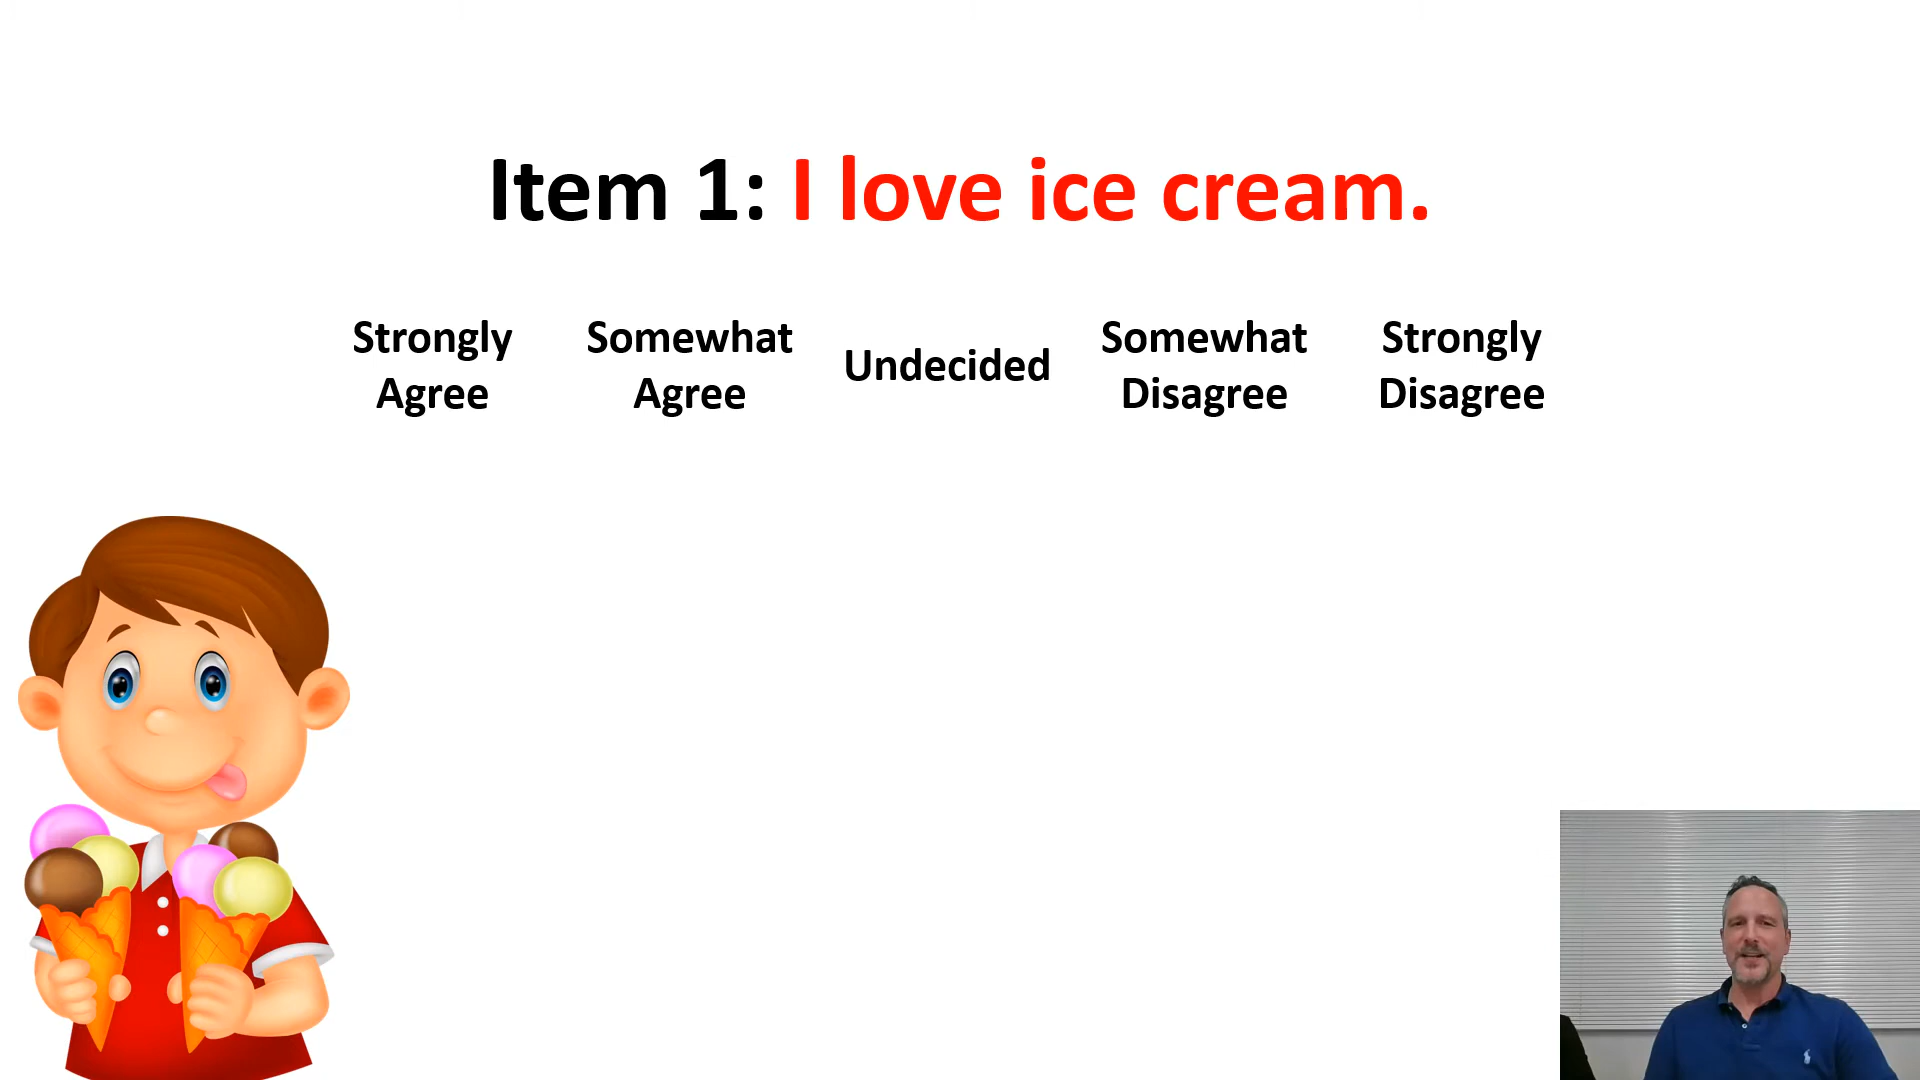 Item 1: I love ice cream.
Strongly Agree
Somewhat Agree
Undecided
Somewhat Disagree
Strongly Disagree